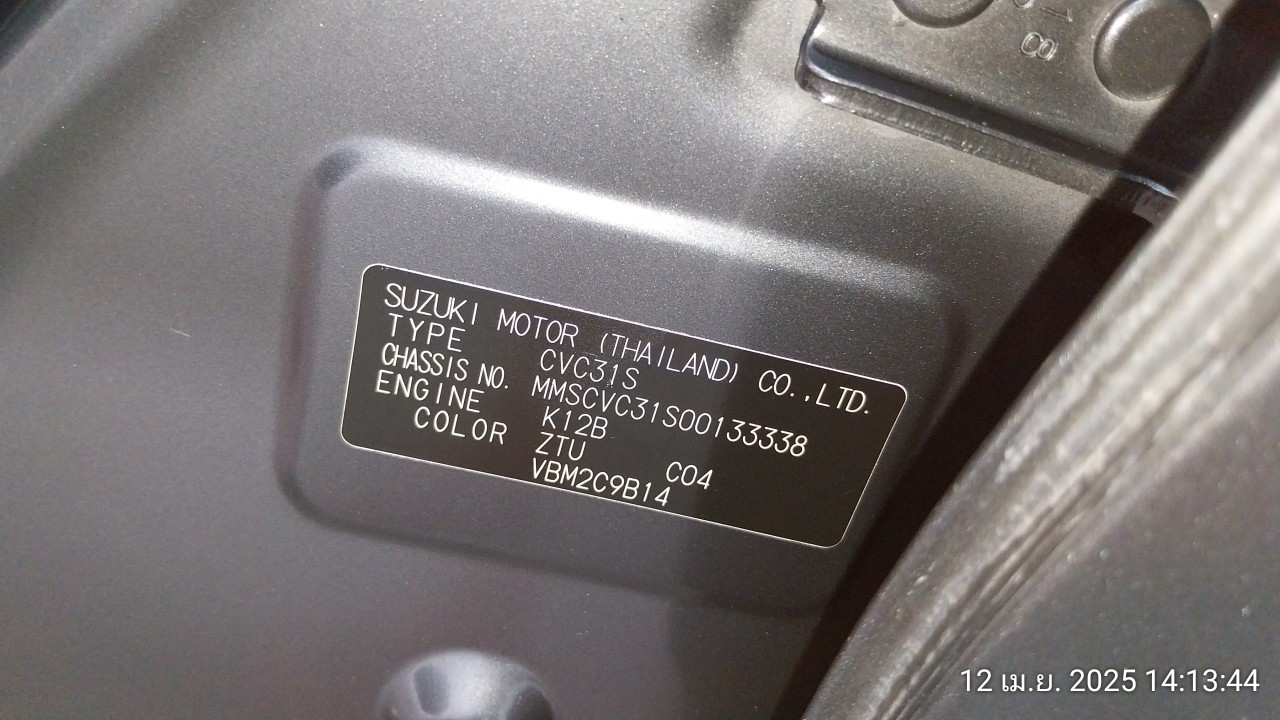 18
SUZUKI MOTOR (THAILAND) CO.,LTD.
TYPE CVC31S
CHASSIS NO. MMSCVC31S00133338
ENGINE K12B
COLOR ZTU C04
VBM2C9B14
12 เม.ย. 2025 14:13:44